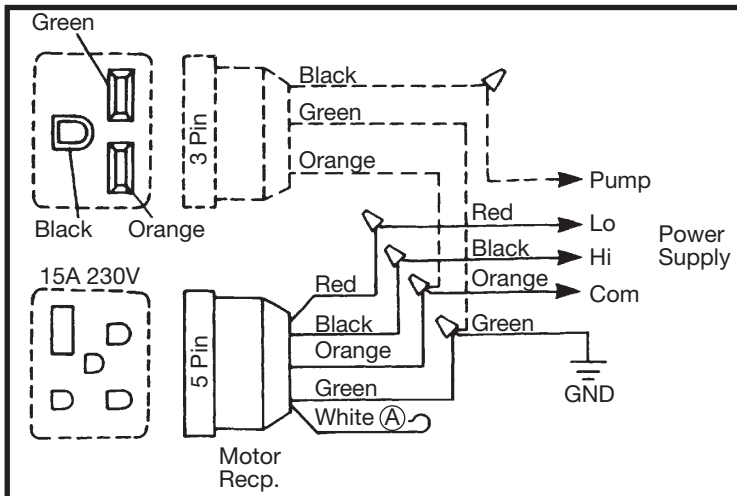 Green
Black
Orange
3 Pin
Black
Green
Orange
Pump
15A 230V
5 Pin
Motor
Recp.
Red
Black
Orange
Green
White Ⓐ
Red
Black
Orange
Green
Lo
Hi
Com
Power
Supply
GND